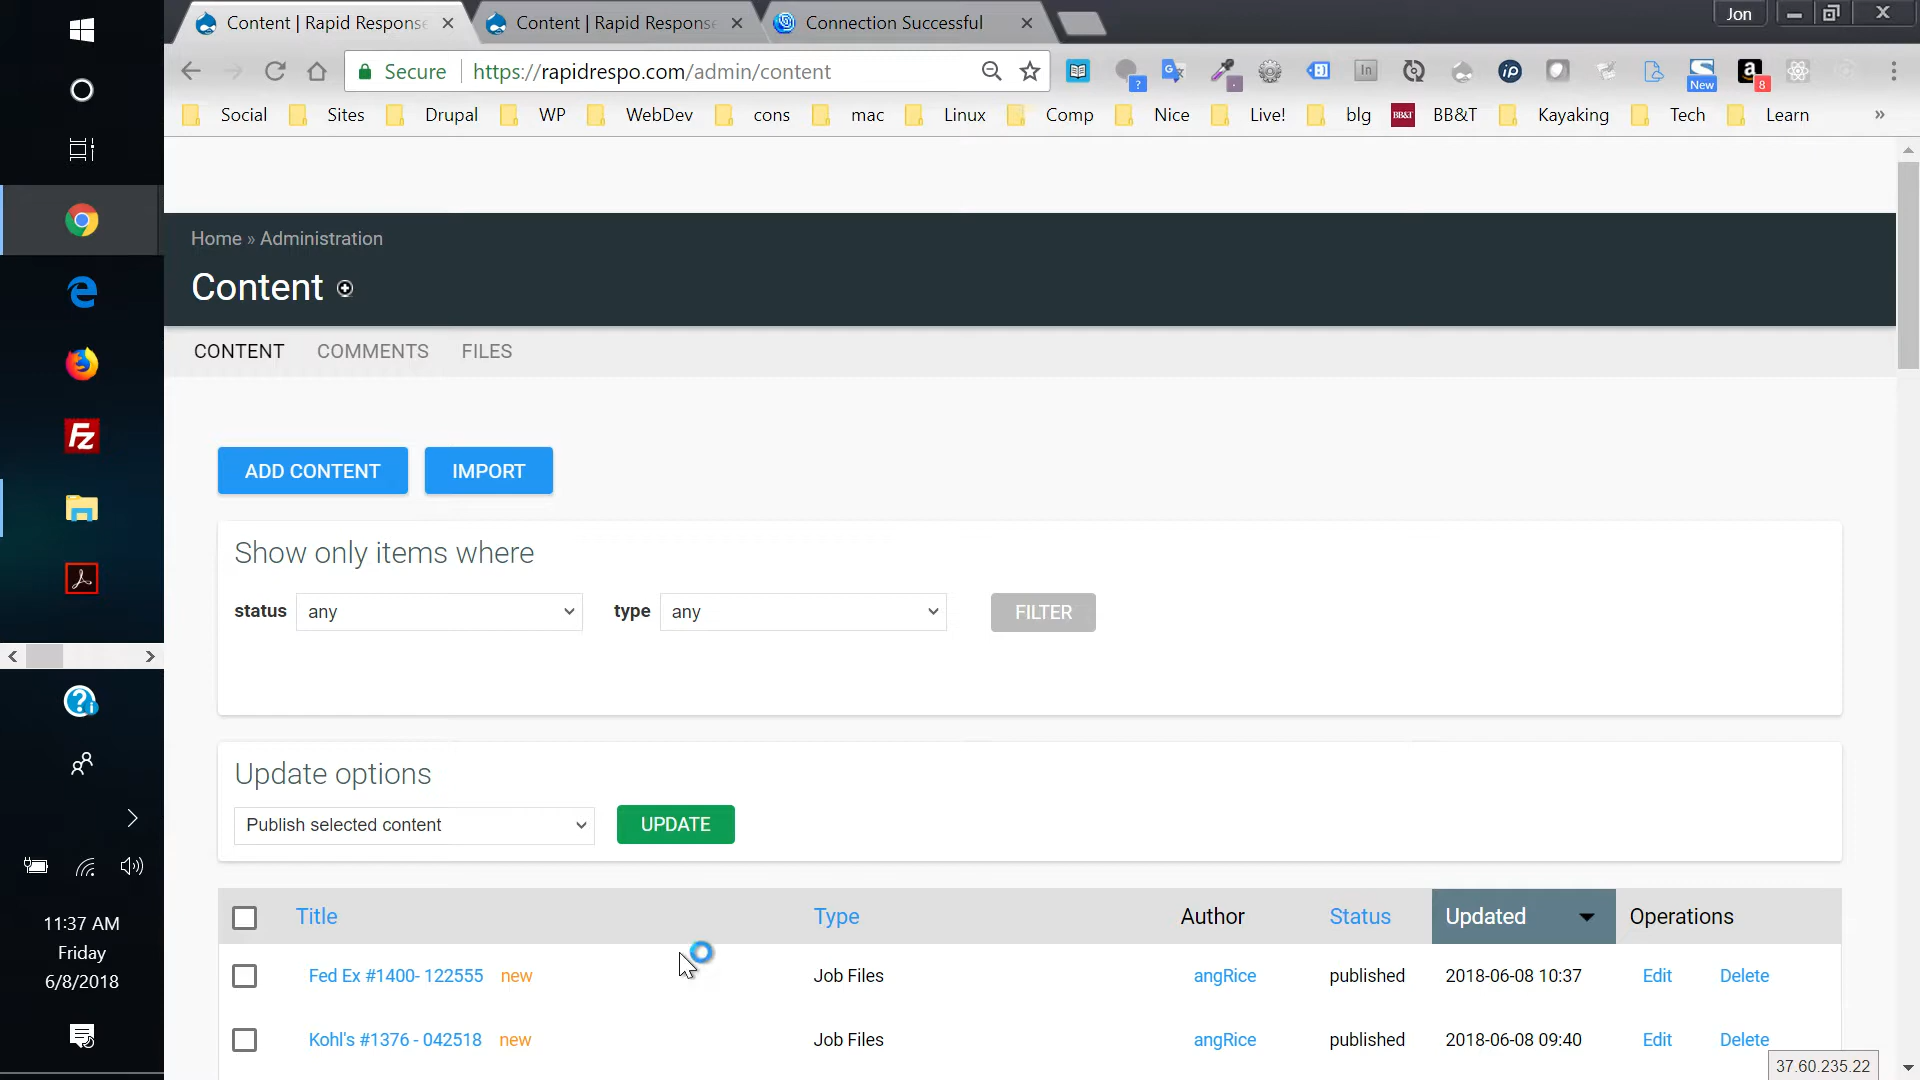 Content | Rapid Response
Content | Rapid Respons
Connection Successful
Jon
Secure
https://rapidrespo.com/admin/content
?
In
iP
New
a
8
Social
Sites
Drupal
WP
WebDev
cons
mac
Linux
Comp
Nice
Live!
blg
BB&T
BB&T
Kayaking
Tech
Learn
»
Home » Administration
Content
CONTENT
COMMENTS
FILES
ADD CONTENT
IMPORT
Show only items where
status
any
type
any
FILTER
Update options
Publish selected content
UPDATE
Title
Type
Author
Status
Updated
Operations
Fed Ex #1400- 122555 new
Job Files
angRice
published
2018-06-08 10:37
Edit
Delete
Kohl's #1376 - 042518 new
Job Files
angRice
published
2018-06-08 09:40
Edit
Delete
37.60.235.22
Fz
11:37 AM
Friday
6/8/2018